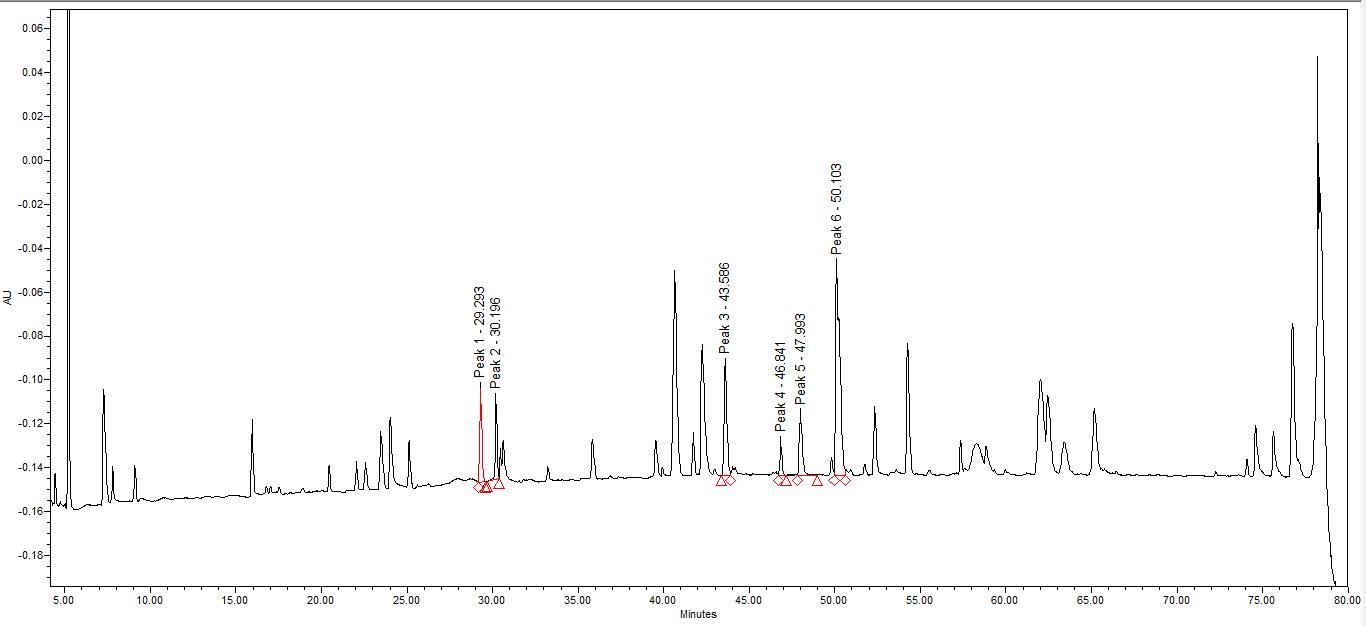 0.06
0.04
0.02
0.00
-0.02
-0.04
-0.06
-0.08
-0.10
-0.12
-0.14
-0.16
-0.18
AU
Peak 1 - 29.293
Peak 2 - 30.196
Peak 3 - 43.586
Peak 4 - 46.841
Peak 5 - 47.993
Peak 6 - 50.103
5.00 10.00 15.00 20.00 25.00 30.00 35.00 40.00 45.00 50.00 55.00 60.00 65.00 70.00 75.00 80.00
Minutes